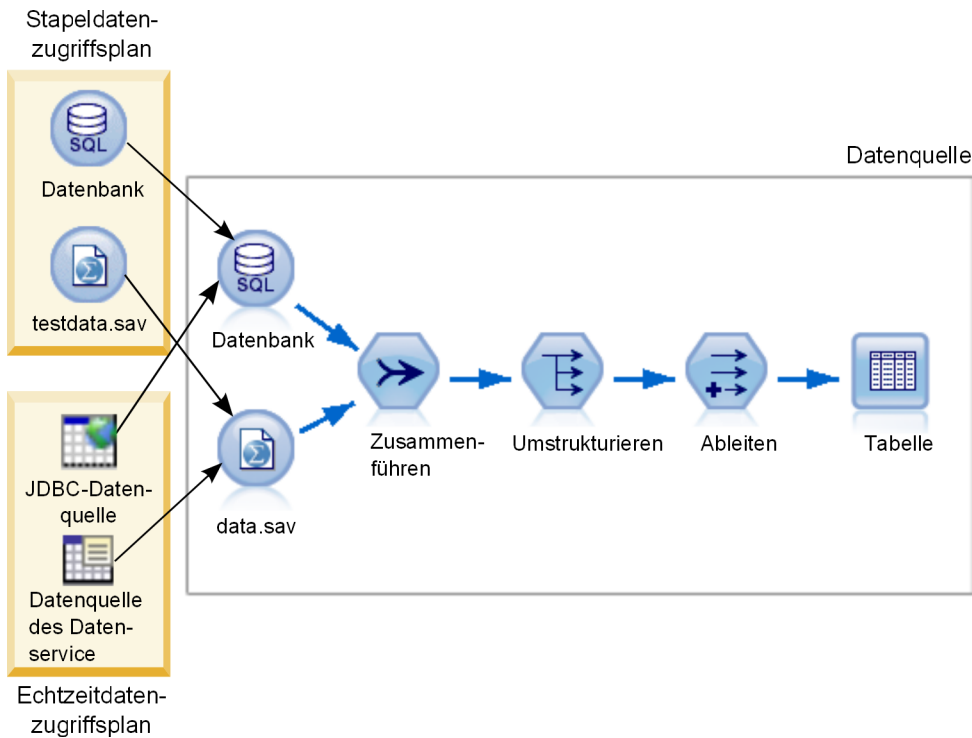 Stapeldaten-
zugriffsplan
SQL
Datenbank
testdata.sav
JDBC-Daten-
quelle
Datenquelle
des Daten-
service
Echtzeitdaten-
zugriffsplan
Datenquelle
SQL
Datenbank
data.sav
Zusammen-
führen
Umstrukturieren
Ableiten
Tabelle